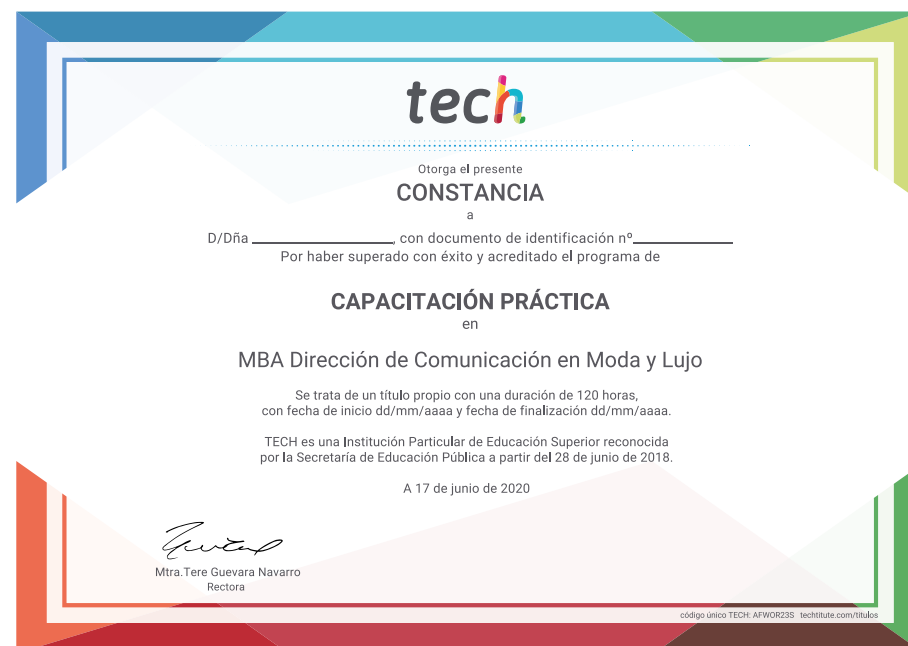 tech
Otorga el presente
CONSTANCIA
a
D/Dña ____________________, con documento de identificación nº______________
Por haber superado con éxito y acreditado el programa de
CAPACITACIÓN PRÁCTICA
en
MBA Dirección de Comunicación en Moda y Lujo
Se trata de un título propio con una duración de 120 horas,
con fecha de inicio dd/mm/aaaa y fecha de finalización dd/mm/aaaa.
TECH es una Institución Particular de Educación Superior reconocida
por la Secretaría de Educación Pública a partir del 28 de junio de 2018.
A 17 de junio de 2020
Mtra.Tere Guevara Navarro
Rectora
código único TECH: AFWOR23S techtitute.com/titulos